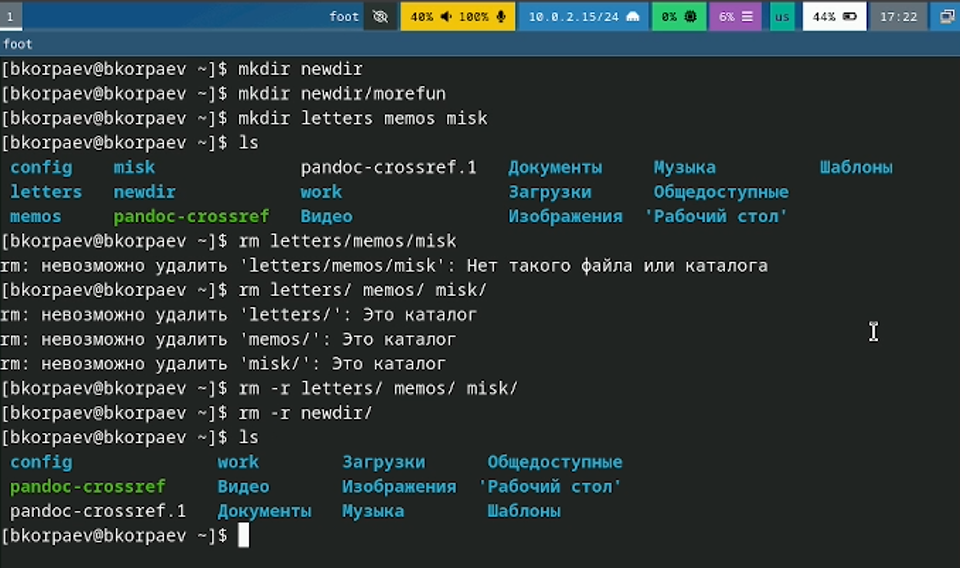 1 foot 40% 100% 10.0.2.15/24 0% 6% us 44% 17:22
foot
[bkorpaev@bkorpaev ~]$ mkdir newdir
[bkorpaev@bkorpaev ~]$ mkdir newdir/morefun
[bkorpaev@bkorpaev ~]$ mkdir letters memos misk
[bkorpaev@bkorpaev ~]$ ls
config misk pandoc-crossref.1 Документы Музыка Шаблоны
letters newdir work Загрузки Общедоступные
memos pandoc-crossref Видео Изображения 'Рабочий стол'
[bkorpaev@bkorpaev ~]$ rm letters/memos/misk
rm: невозможно удалить 'letters/memos/misk': Нет такого файла или каталога
[bkorpaev@bkorpaev ~]$ rm letters/ memos/ misk/
rm: невозможно удалить 'letters/': Это каталог
rm: невозможно удалить 'memos/': Это каталог
rm: невозможно удалить 'misk/': Это каталог
[bkorpaev@bkorpaev ~]$ rm -r letters/ memos/ misk/
[bkorpaev@bkorpaev ~]$ rm -r newdir/
[bkorpaev@bkorpaev ~]$ ls
config work Загрузки Общедоступные
pandoc-crossref Видео Изображения 'Рабочий стол'
pandoc-crossref.1 Документы Музыка Шаблоны
[bkorpaev@bkorpaev ~]$